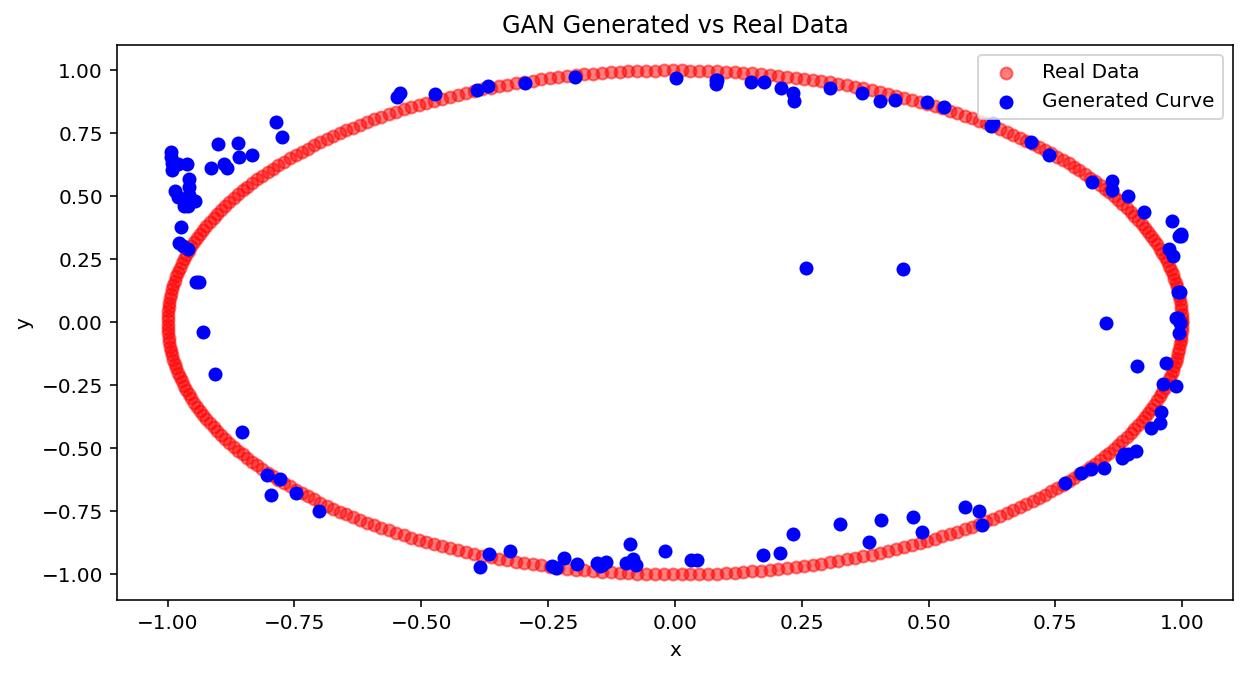 GAN Generated vs Real Data
Real Data
Generated Curve
1.00
0.75
0.50
0.25
0.00
−0.25
−0.50
−0.75
−1.00
y
−1.00 −0.75 −0.50 −0.25 0.00 0.25 0.50 0.75 1.00
x